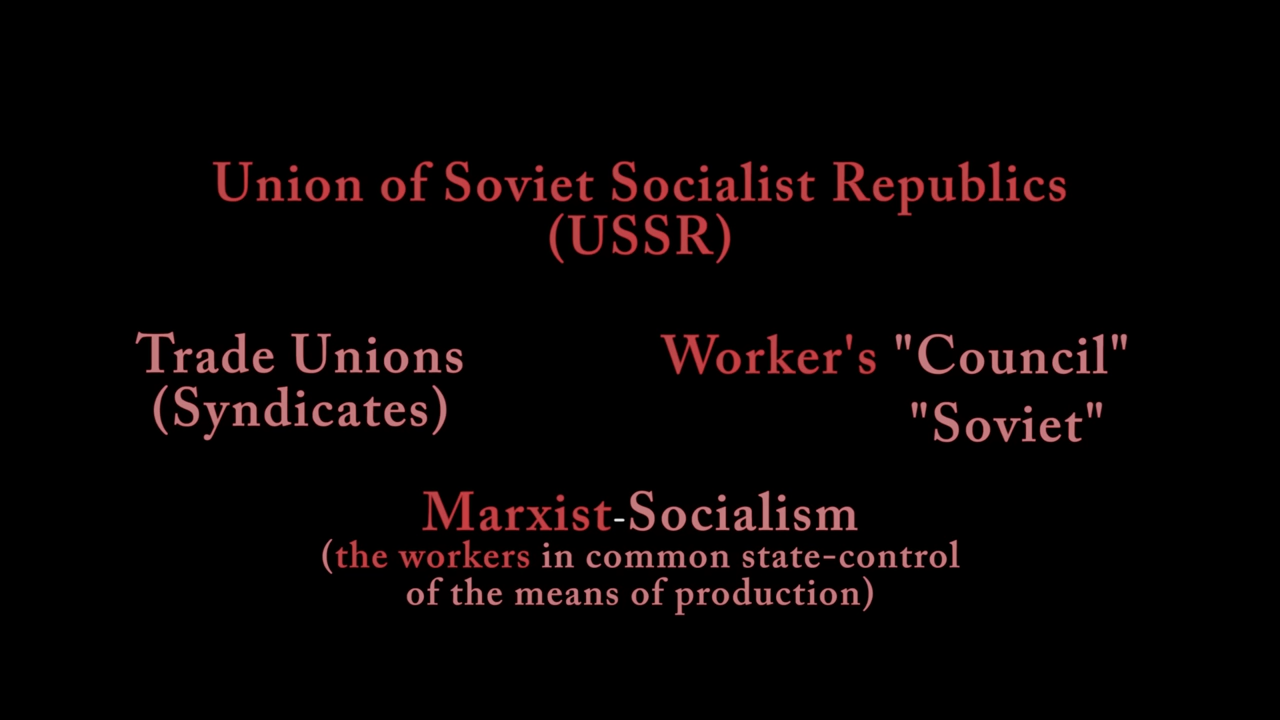 Union of Soviet Socialist Republics
(USSR)
Trade Unions
(Syndicates)
Worker's "Council"
"Soviet"
Marxist-Socialism
(the workers in common state-control
of the means of production)